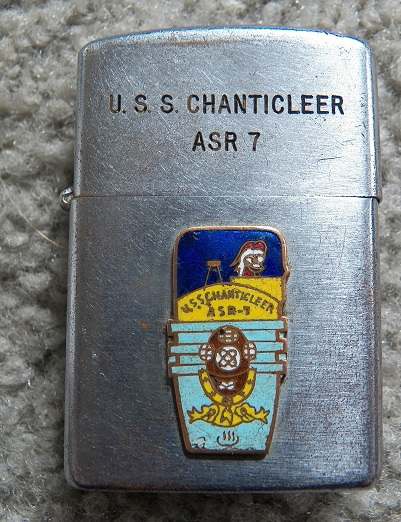 U. S. S. CHANTICLEER
ASR 7
U.S.S. CHANTICLEER
ASR-7